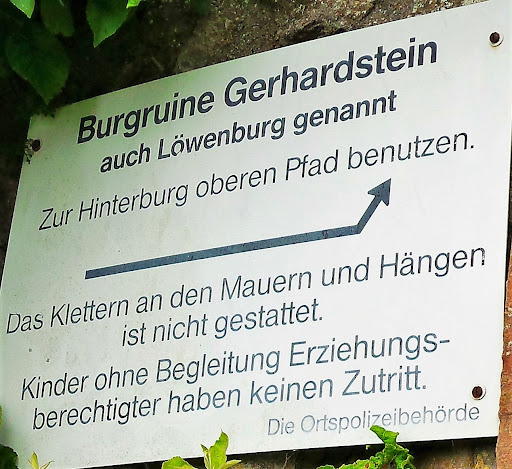 Burgruine Gerhardstein
auch Löwenburg genannt
Zur Hinterburg oberen Pfad benutzen.
Das Klettern an den Mauern und Hängen
ist nicht gestattet.
Kinder ohne Begleitung Erziehungs-
berechtigter haben keinen Zutritt.
Die Ortspolizeibehörde